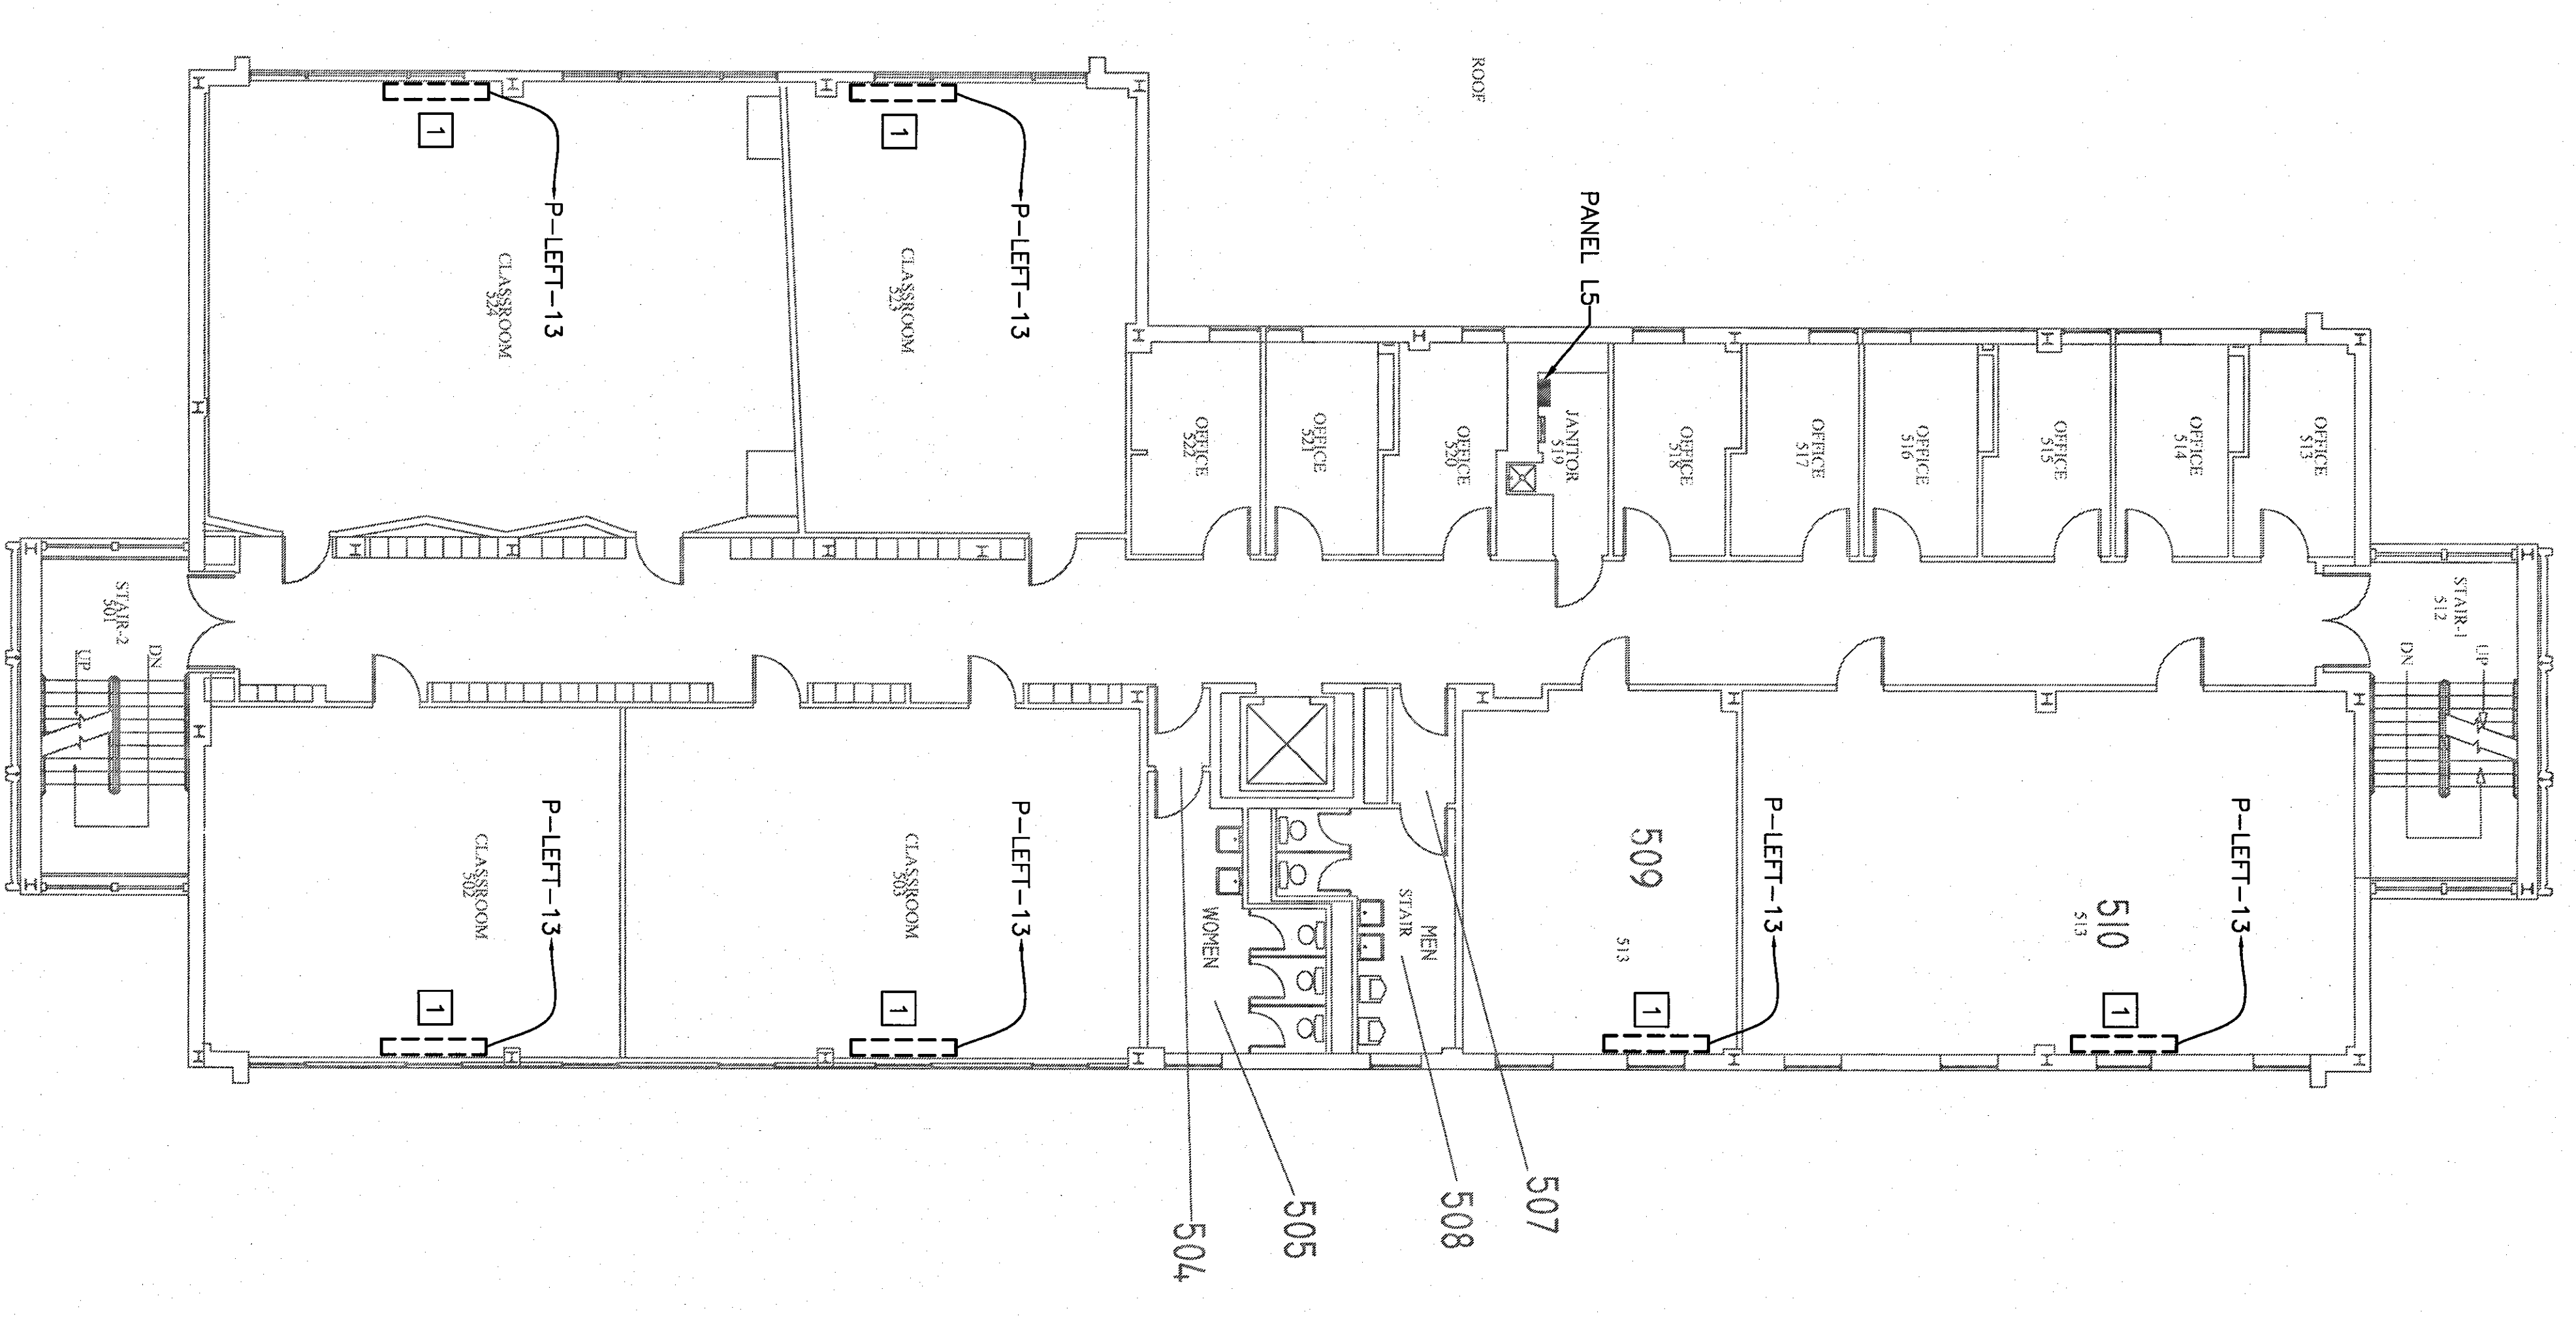 ROOF
1
1
P-LEFT-13
P-LEFT-13
PANEL L5
CLASSROOM
524
CLASSROOM
523
OFFICE
522
OFFICE
521
OFFICE
520
JANITOR
519
OFFICE
518
OFFICE
517
OFFICE
516
OFFICE
515
OFFICE
514
OFFICE
513
STAIR-2
501
UP
DN
STAIR-1
512
DN
UP
P-LEFT-13
CLASSROOM
502
1
P-LEFT-13
CLASSROOM
503
1
WOMEN
MEN
STAIR
509
513
P-LEFT-13
1
510
513
P-LEFT-13
1
504
505
508
507